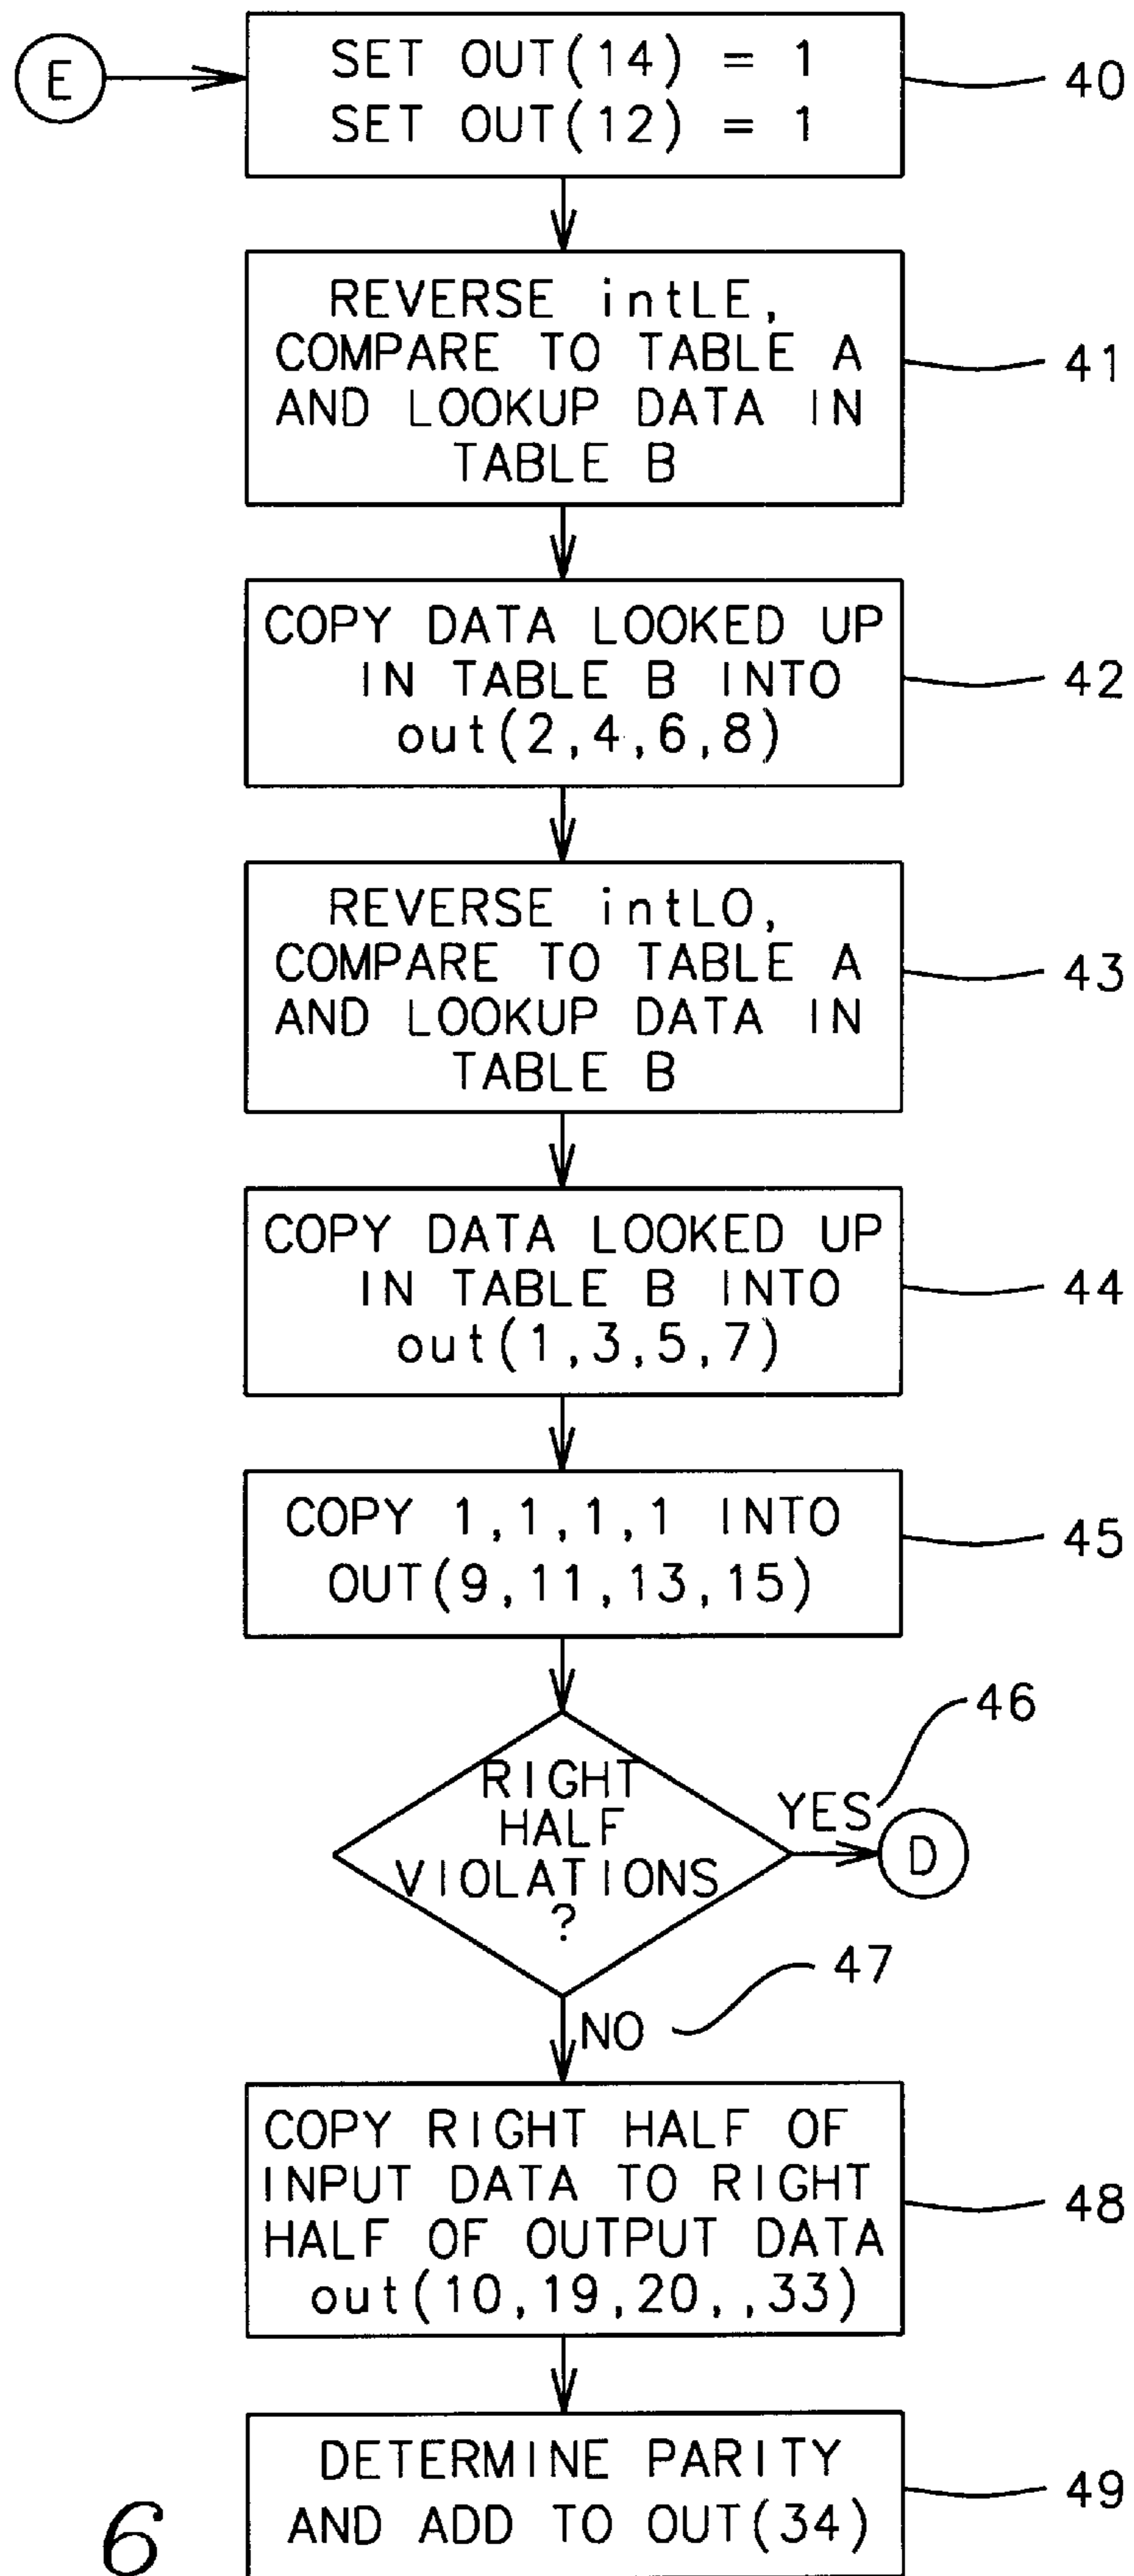 E
SET OUT(14) = 1
SET OUT(12) = 1
40
REVERSE intLE,
COMPARE TO TABLE A
AND LOOKUP DATA IN
TABLE B
41
COPY DATA LOOKED UP
IN TABLE B INTO
out(2,4,6,8)
42
REVERSE intLO,
COMPARE TO TABLE A
AND LOOKUP DATA IN
TABLE B
43
COPY DATA LOOKED UP
IN TABLE B INTO
out(1,3,5,7)
44
COPY 1,1,1,1 INTO
OUT(9,11,13,15)
45
RIGHT
HALF
VIOLATIONS
?
YES
46
D
NO
47
COPY RIGHT HALF OF
INPUT DATA TO RIGHT
HALF OF OUTPUT DATA
out(10,19,20,,33)
48
DETERMINE PARITY
AND ADD TO OUT(34)
49
6